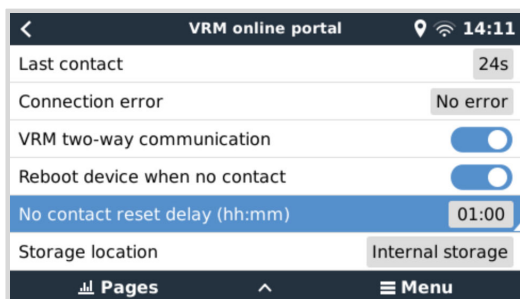 VRM online portal 14:11
Last contact 24s
Connection error No error
VRM two-way communication
Reboot device when no contact
No contact reset delay (hh:mm) 01:00
Storage location Internal storage
Pages Menu